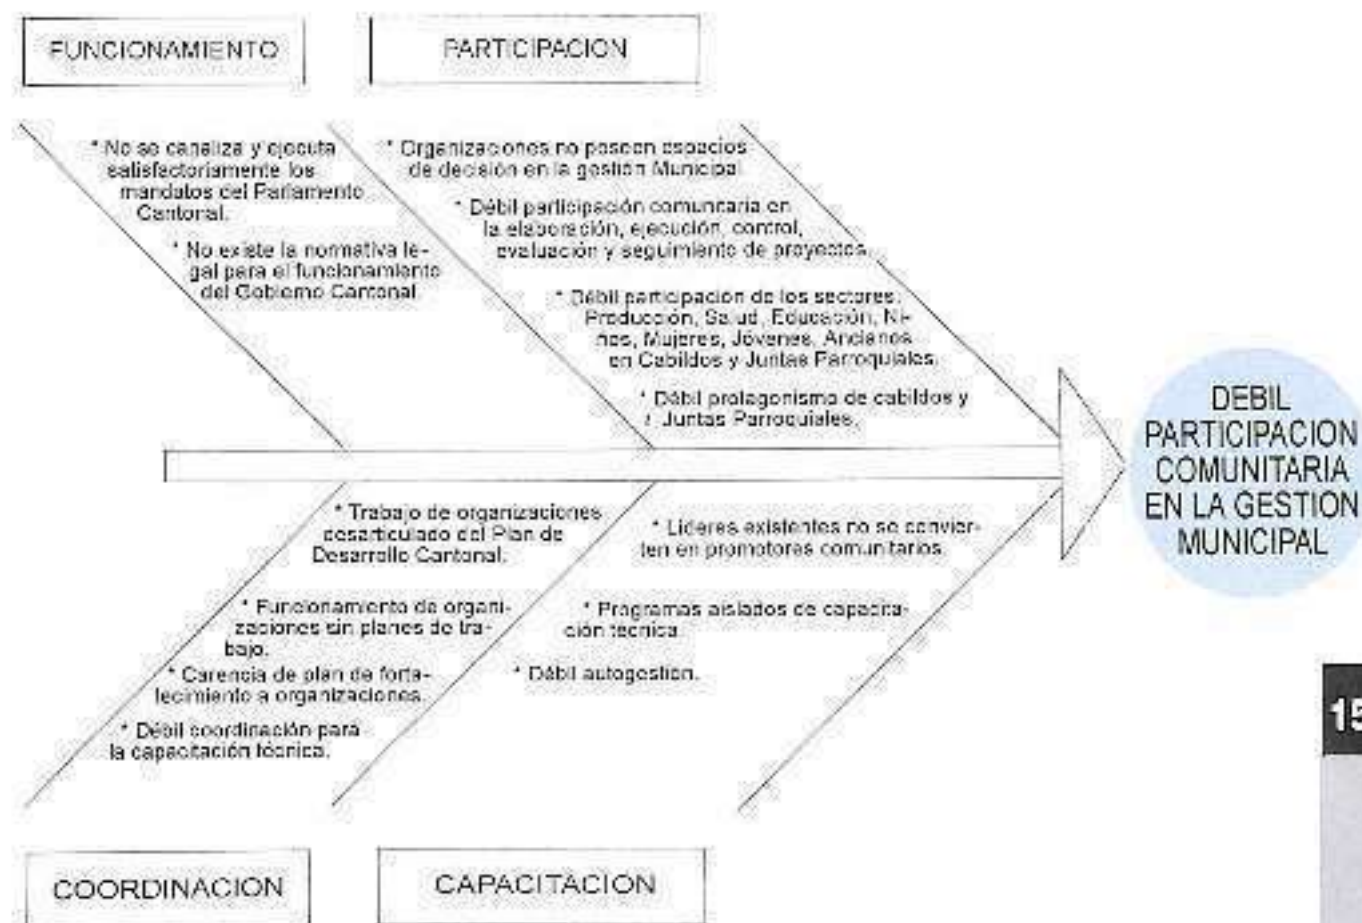 FUNCIONAMIENTO
PARTICIPACION
* No se canaliza y ejecuta
satisfactoriamente los
mandatos del Parlamento
Cantonal.
* No existe la normativa le-
gal para el funcionamiento
del Gobierno Cantonal.
* Organizaciones no poseen espacios
de decisión en la gestión Municipal
* Débil participación comunitaria en
la elaboración, ejecución, control,
evaluación y seguimiento de proyectos.
* Débil participación de los sectores:
Producción, Salud, Educación, Ni-
ños, Mujeres, Jóvenes, Ancianos
en Cabildos y Juntas Parroquiales.
* Débil protagonismo de cabildos y
Juntas Parroquiales.
DEBIL
PARTICIPACION
COMUNITARIA
EN LA GESTION
MUNICIPAL
* Trabajo de organizaciones
desarticulado del Plan de
Desarrollo Cantonal.
* Funcionamiento de organi-
zaciones sin planes de tra-
bajo.
* Carencia de plan de forta-
lecimiento a organizaciones.
* Débil coordinación para
la capacitación técnica.
* Lideres existentes no se convier-
ten en promotores comunitarios.
* Programas aislados de capacita-
ción técnica.
* Débil autogestión.
15
COORDINACION
CAPACITACION